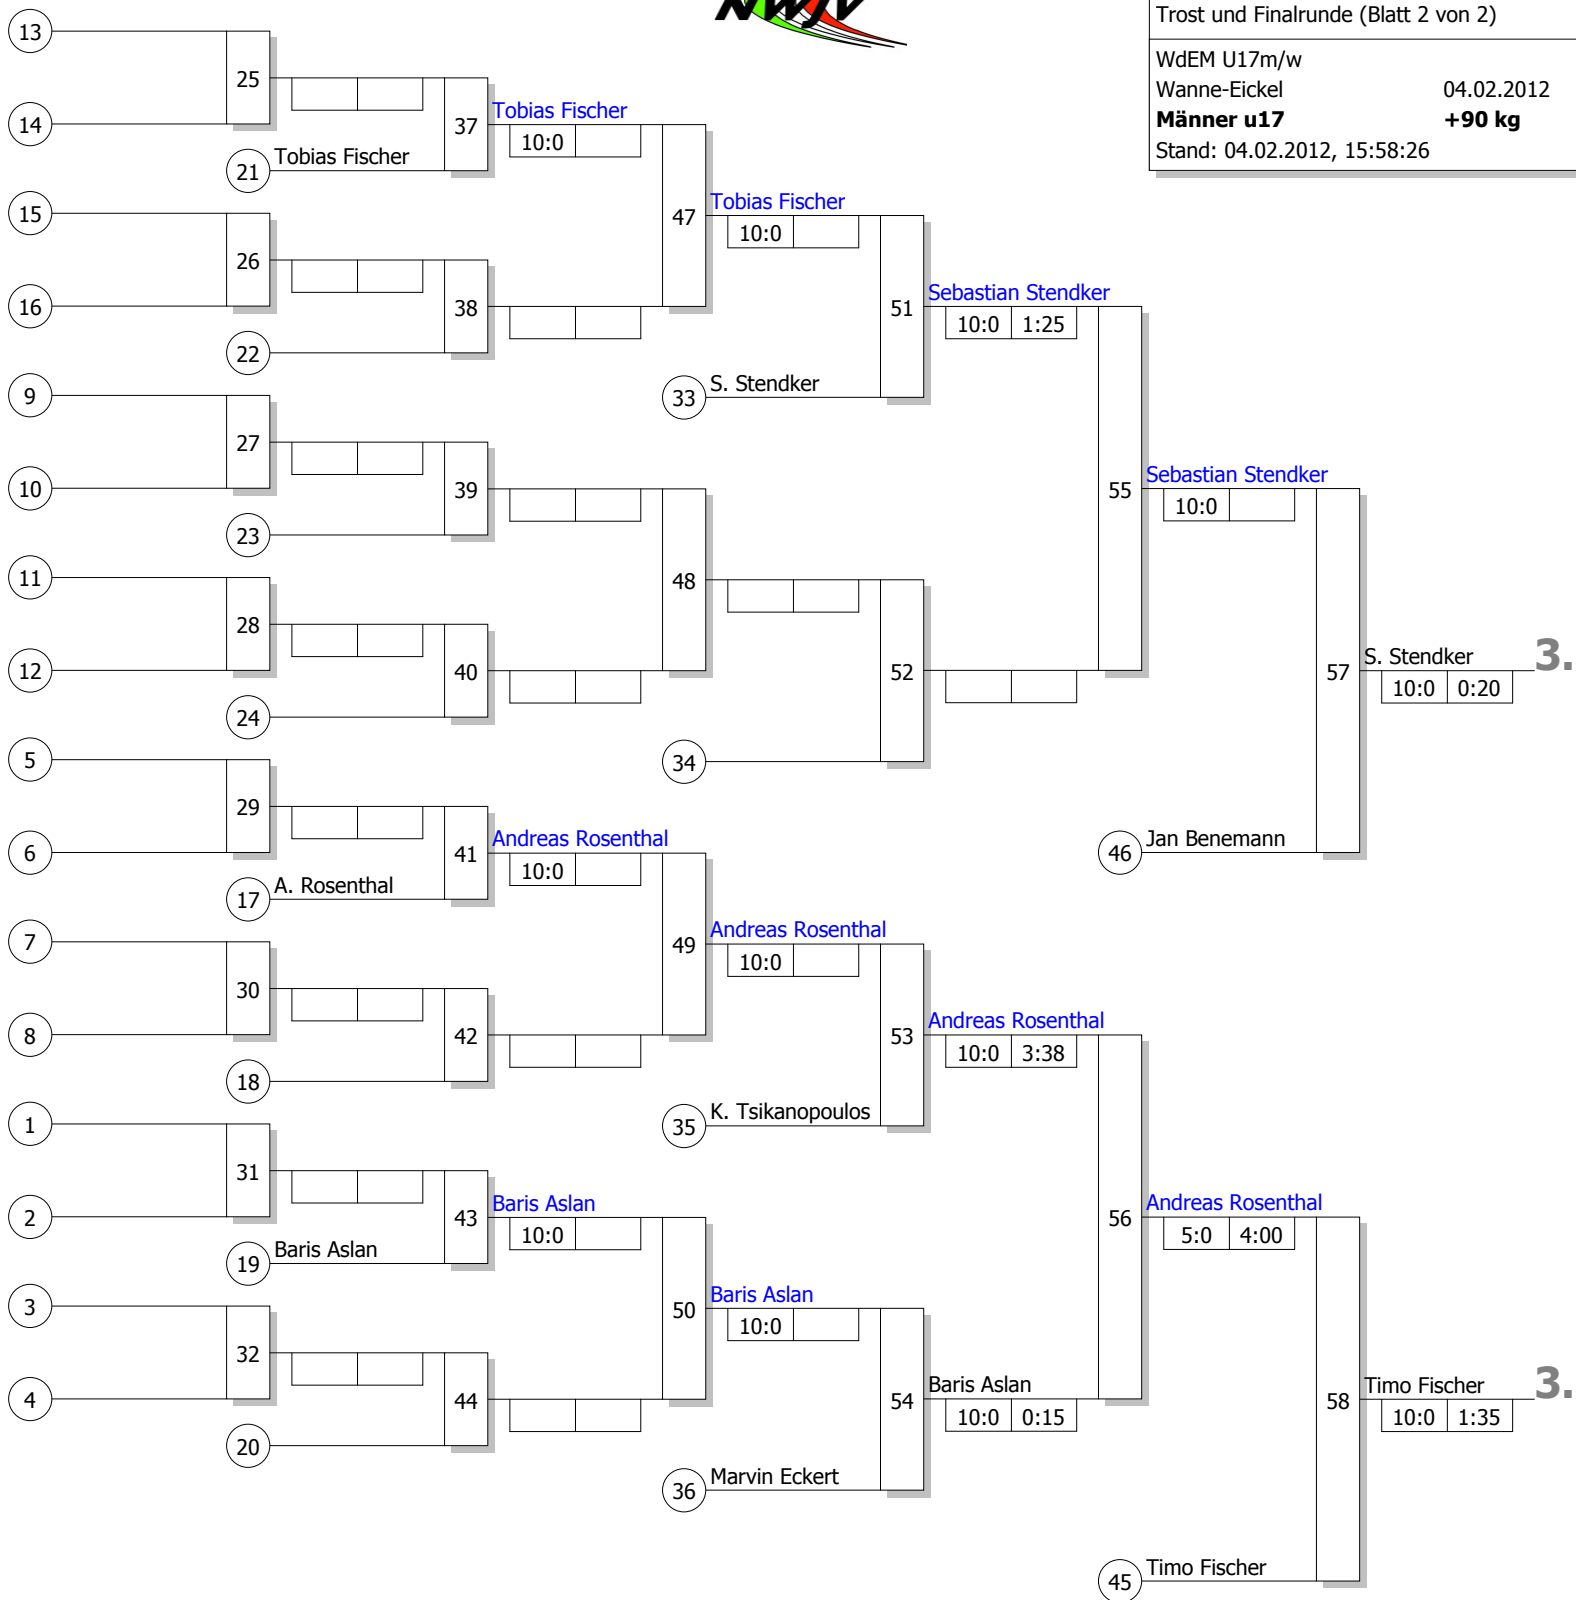 NWJV
Trost und Finalrunde (Blatt 2 von 2)
WdEM U17m/w
Wanne-Eickel 04.02.2012
Männer u17 +90 kg
Stand: 04.02.2012, 15:58:26
13
25
14
37
Tobias Fischer
10:0
21 Tobias Fischer
15
47
Tobias Fischer
10:0
26
16
38
51
Sebastian Stendker
10:0 1:25
22
33 S. Stendker
9
27
10
39
55
Sebastian Stendker
10:0
23
11
48
28
12
40
52
57
S. Stendker
10:0 0:20
3.
24
34
5
29
6
41
Andreas Rosenthal
10:0
46 Jan Benemann
17 A. Rosenthal
7
49
Andreas Rosenthal
10:0
30
8
42
53
Andreas Rosenthal
10:0 3:38
18
35 K. Tsikanopoulos
1
31
2
43
Baris Aslan
10:0
56
Andreas Rosenthal
5:0 4:00
19 Baris Aslan
3
50
Baris Aslan
10:0
32
4
44
54
Baris Aslan
10:0 0:15
58
Timo Fischer
10:0 1:35
3.
20
36 Marvin Eckert
45 Timo Fischer